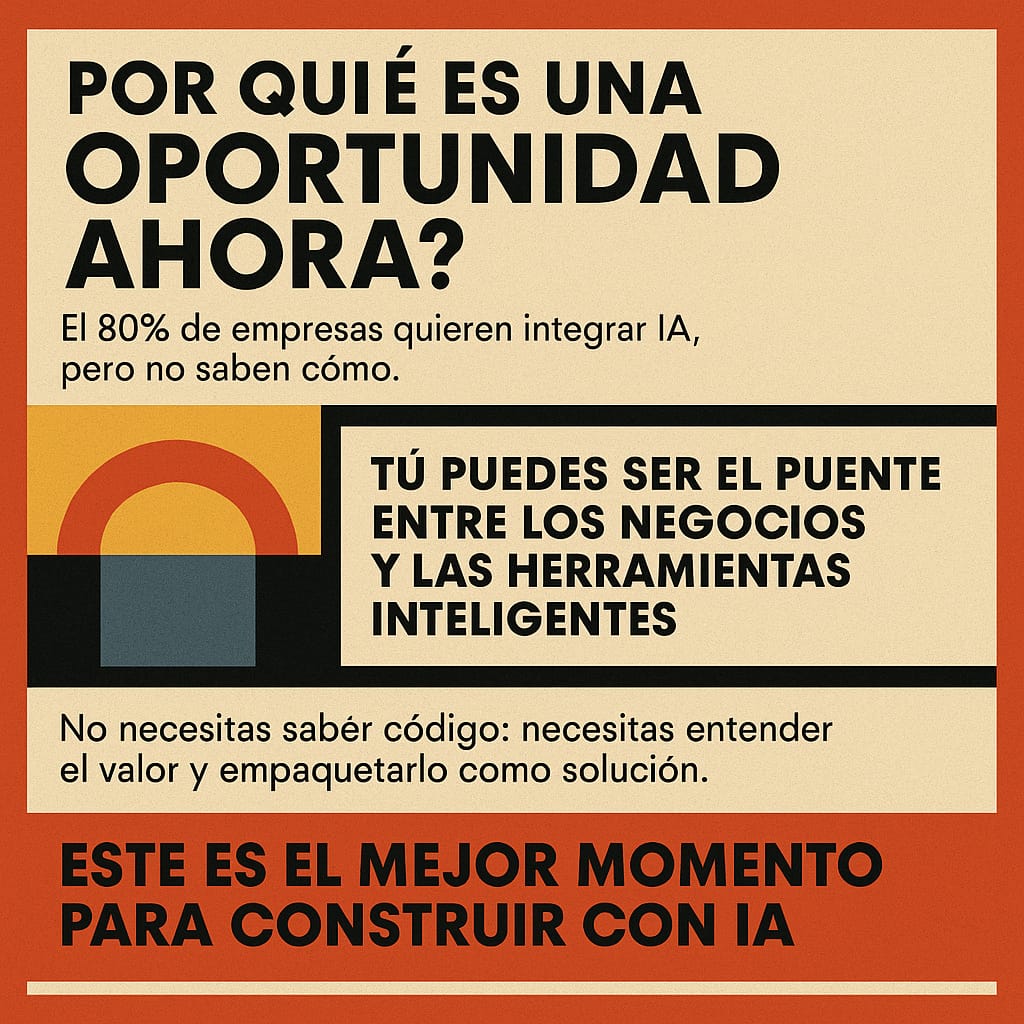 POR QUIÉ ES UNA
OPORTUNIDAD
AHORA?
El 80% de empresas quieren integrar IA,
pero no saben cómo.
TÚ PUEDES SER EL PUENTE
ENTRE LOS NEGOCIOS
Y LAS HERRAMIENTAS
INTELIGENTES
No necesitas sabér código: necesitas entender
el valor y empaquetarlo como solución.
ESTE ES EL MEJOR MOMENTO
PARA CONSTRUIR CON IA